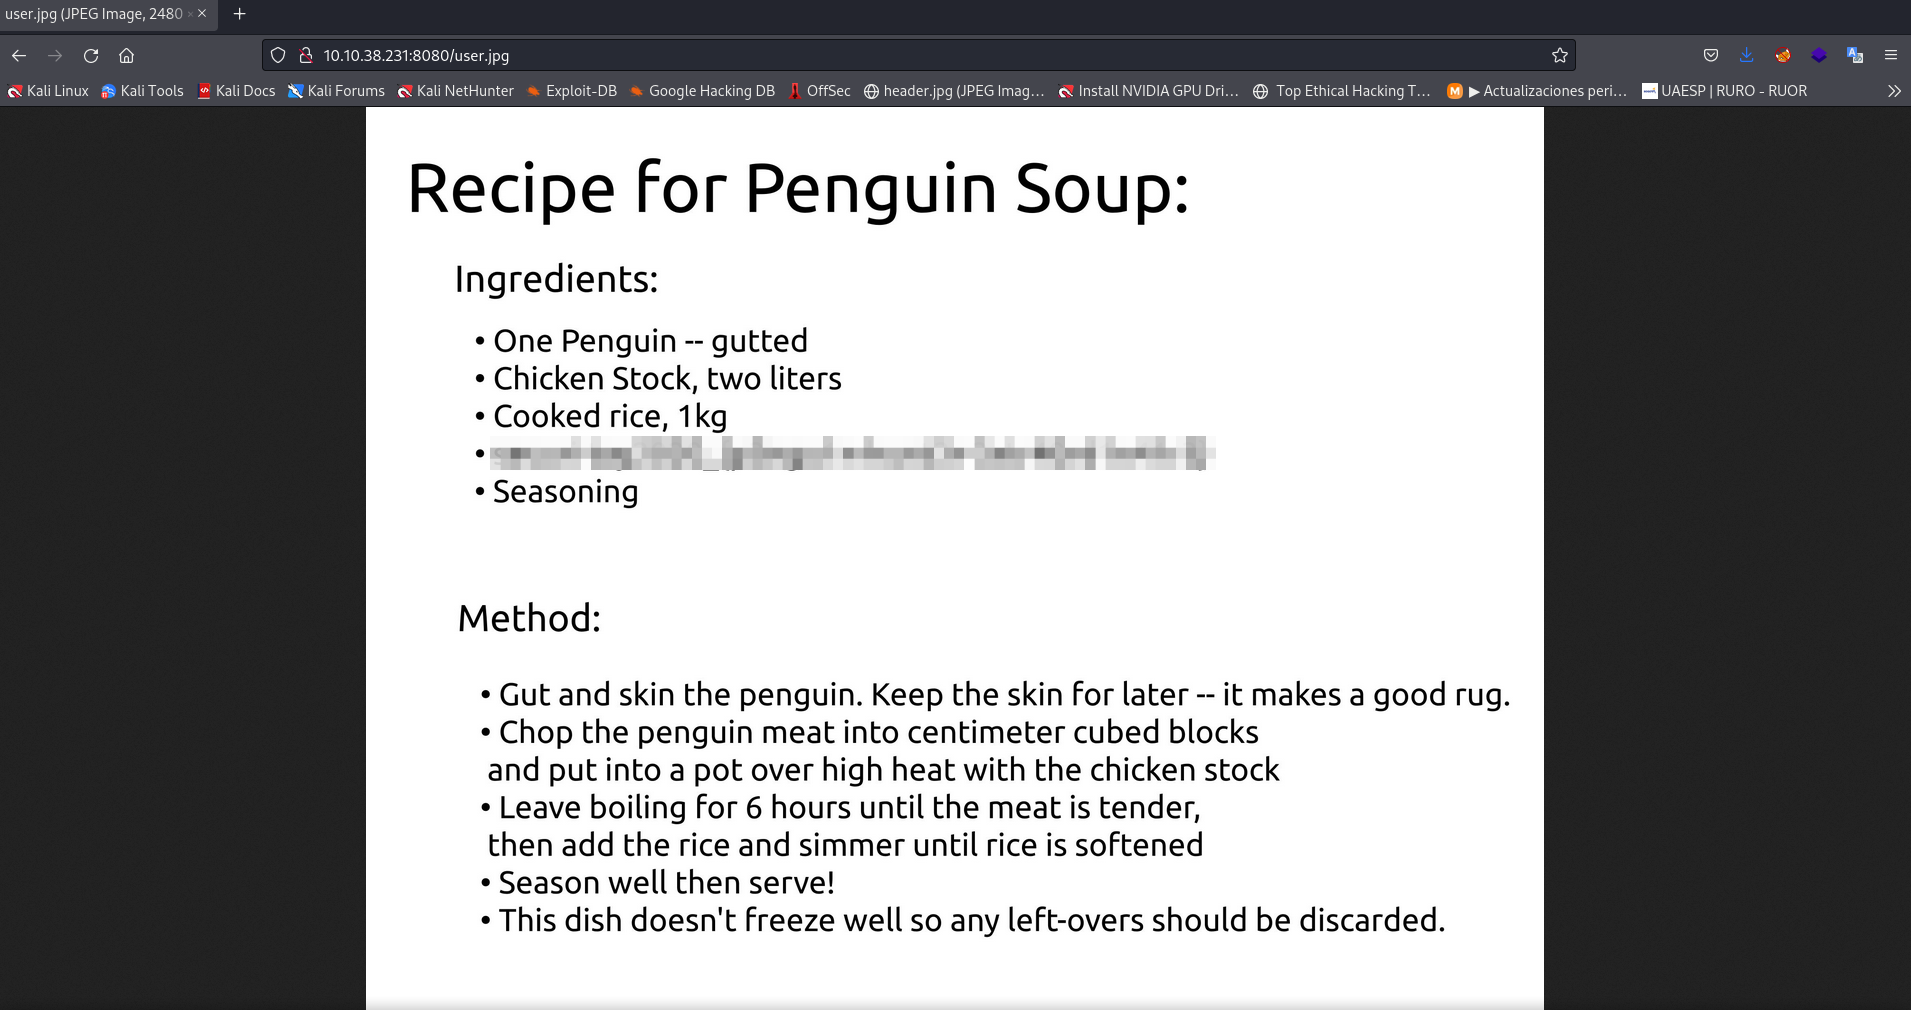 user.jpg (JPEG Image, 2480
10.10.38.231:8080/user.jpg
Kali Linux Kali Tools Kali Docs Kali Forums Kali NetHunter Exploit-DB Google Hacking DB OffSec header.jpg (JPEG Imag… Install NVIDIA GPU Dri… Top Ethical Hacking T… ▶ Actualizaciones peri… UAESP | RURO - RUOR
Recipe for Penguin Soup:
Ingredients:
• One Penguin -- gutted
• Chicken Stock, two liters
• Cooked rice, 1kg
•
• Seasoning
Method:
• Gut and skin the penguin. Keep the skin for later -- it makes a good rug.
• Chop the penguin meat into centimeter cubed blocks
and put into a pot over high heat with the chicken stock
• Leave boiling for 6 hours until the meat is tender,
then add the rice and simmer until rice is softened
• Season well then serve!
• This dish doesn't freeze well so any left-overs should be discarded.